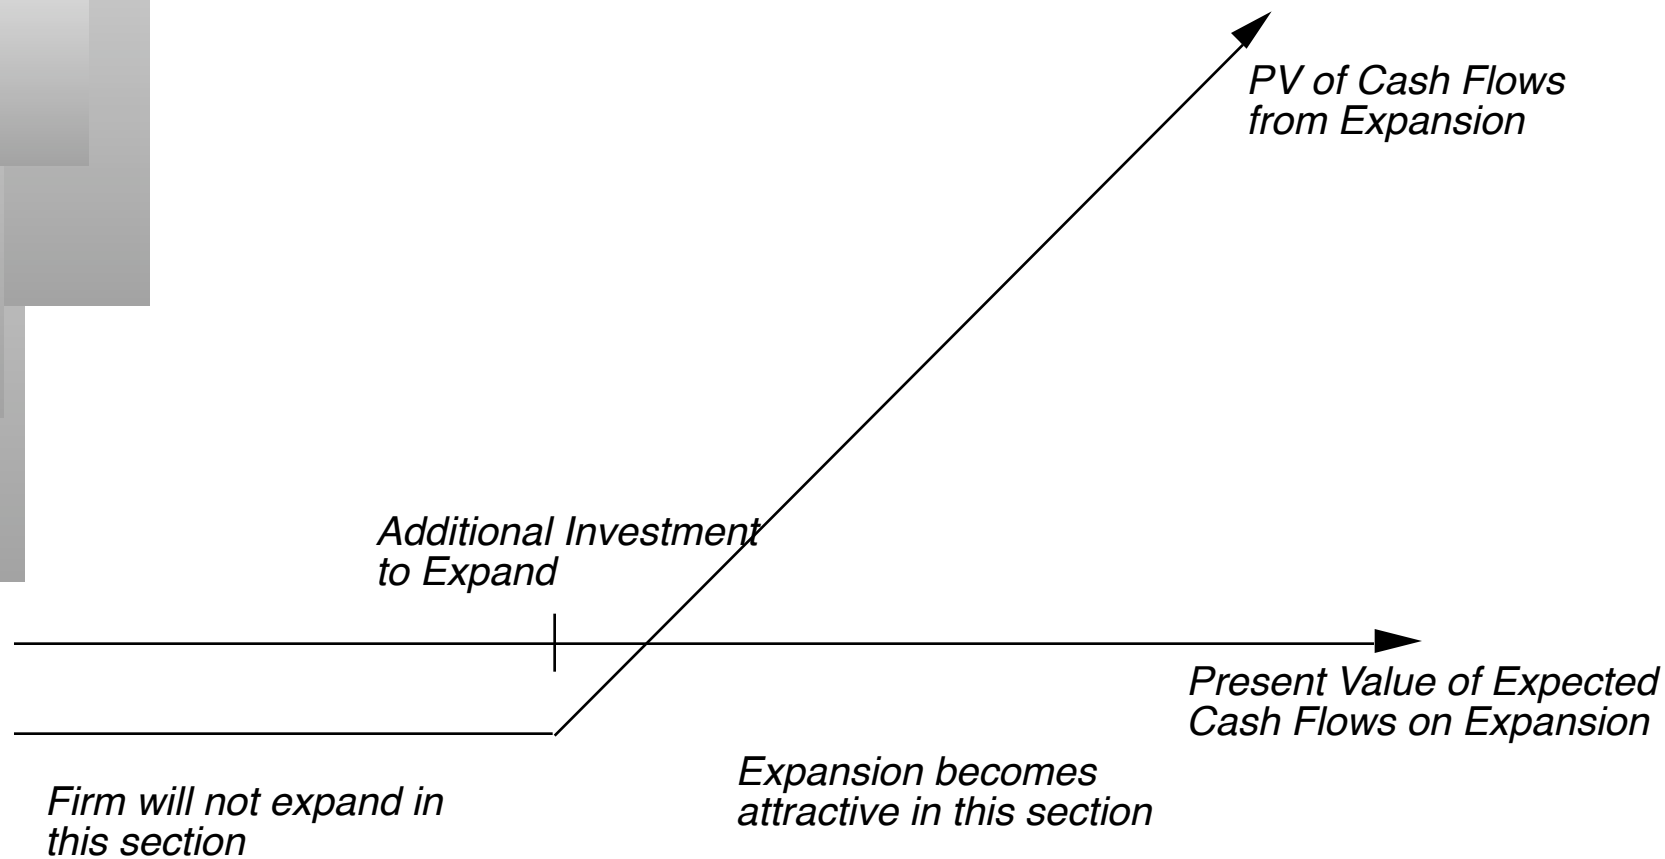 PV of Cash Flows
from Expansion
Additional Investment
to Expand
Present Value of Expected
Cash Flows on Expansion
Expansion becomes
attractive in this section
Firm will not expand in
this section